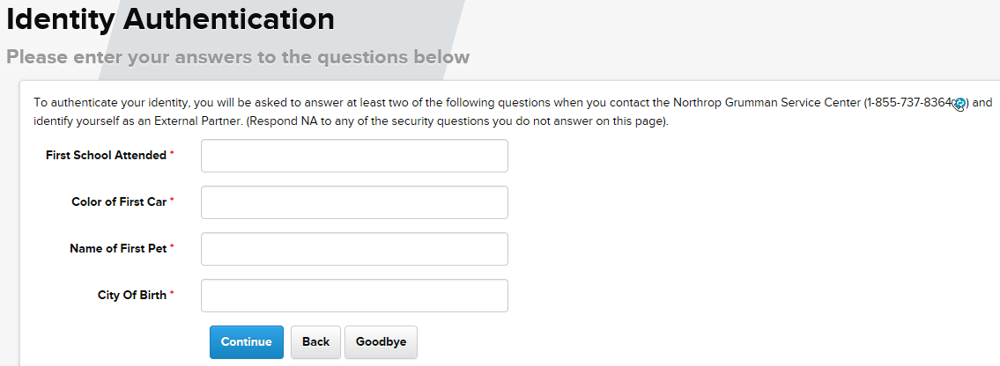 Identity Authentication
Please enter your answers to the questions below
To authenticate your identity, you will be asked to answer at least two of the following questions when you contact the Northrop Grumman Service Center (1-855-737-8364) and
identify yourself as an External Partner. (Respond NA to any of the security questions you do not answer on this page).
First School Attended *
Color of First Car *
Name of First Pet *
City Of Birth *
Continue Back Goodbye